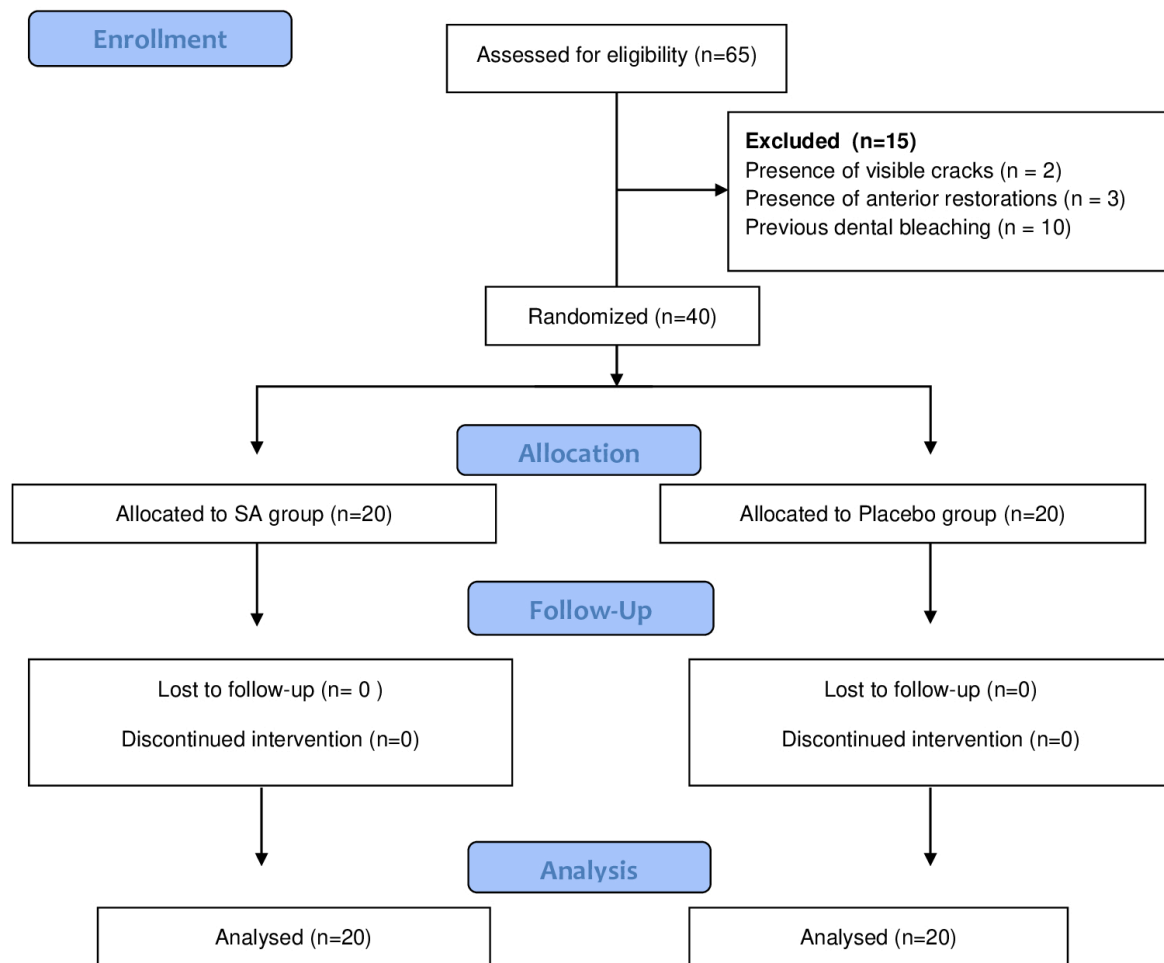 Enrollment
Assessed for eligibility (n=65)
Excluded (n=15)
Presence of visible cracks (n = 2)
Presence of anterior restorations (n = 3)
Previous dental bleaching (n = 10)
Randomized (n=40)
Allocation
Allocated to SA group (n=20)
Allocated to Placebo group (n=20)
Follow-Up
Lost to follow-up (n= 0 )
Discontinued intervention (n=0)
Lost to follow-up (n=0)
Discontinued intervention (n=0)
Analysis
Analysed (n=20)
Analysed (n=20)